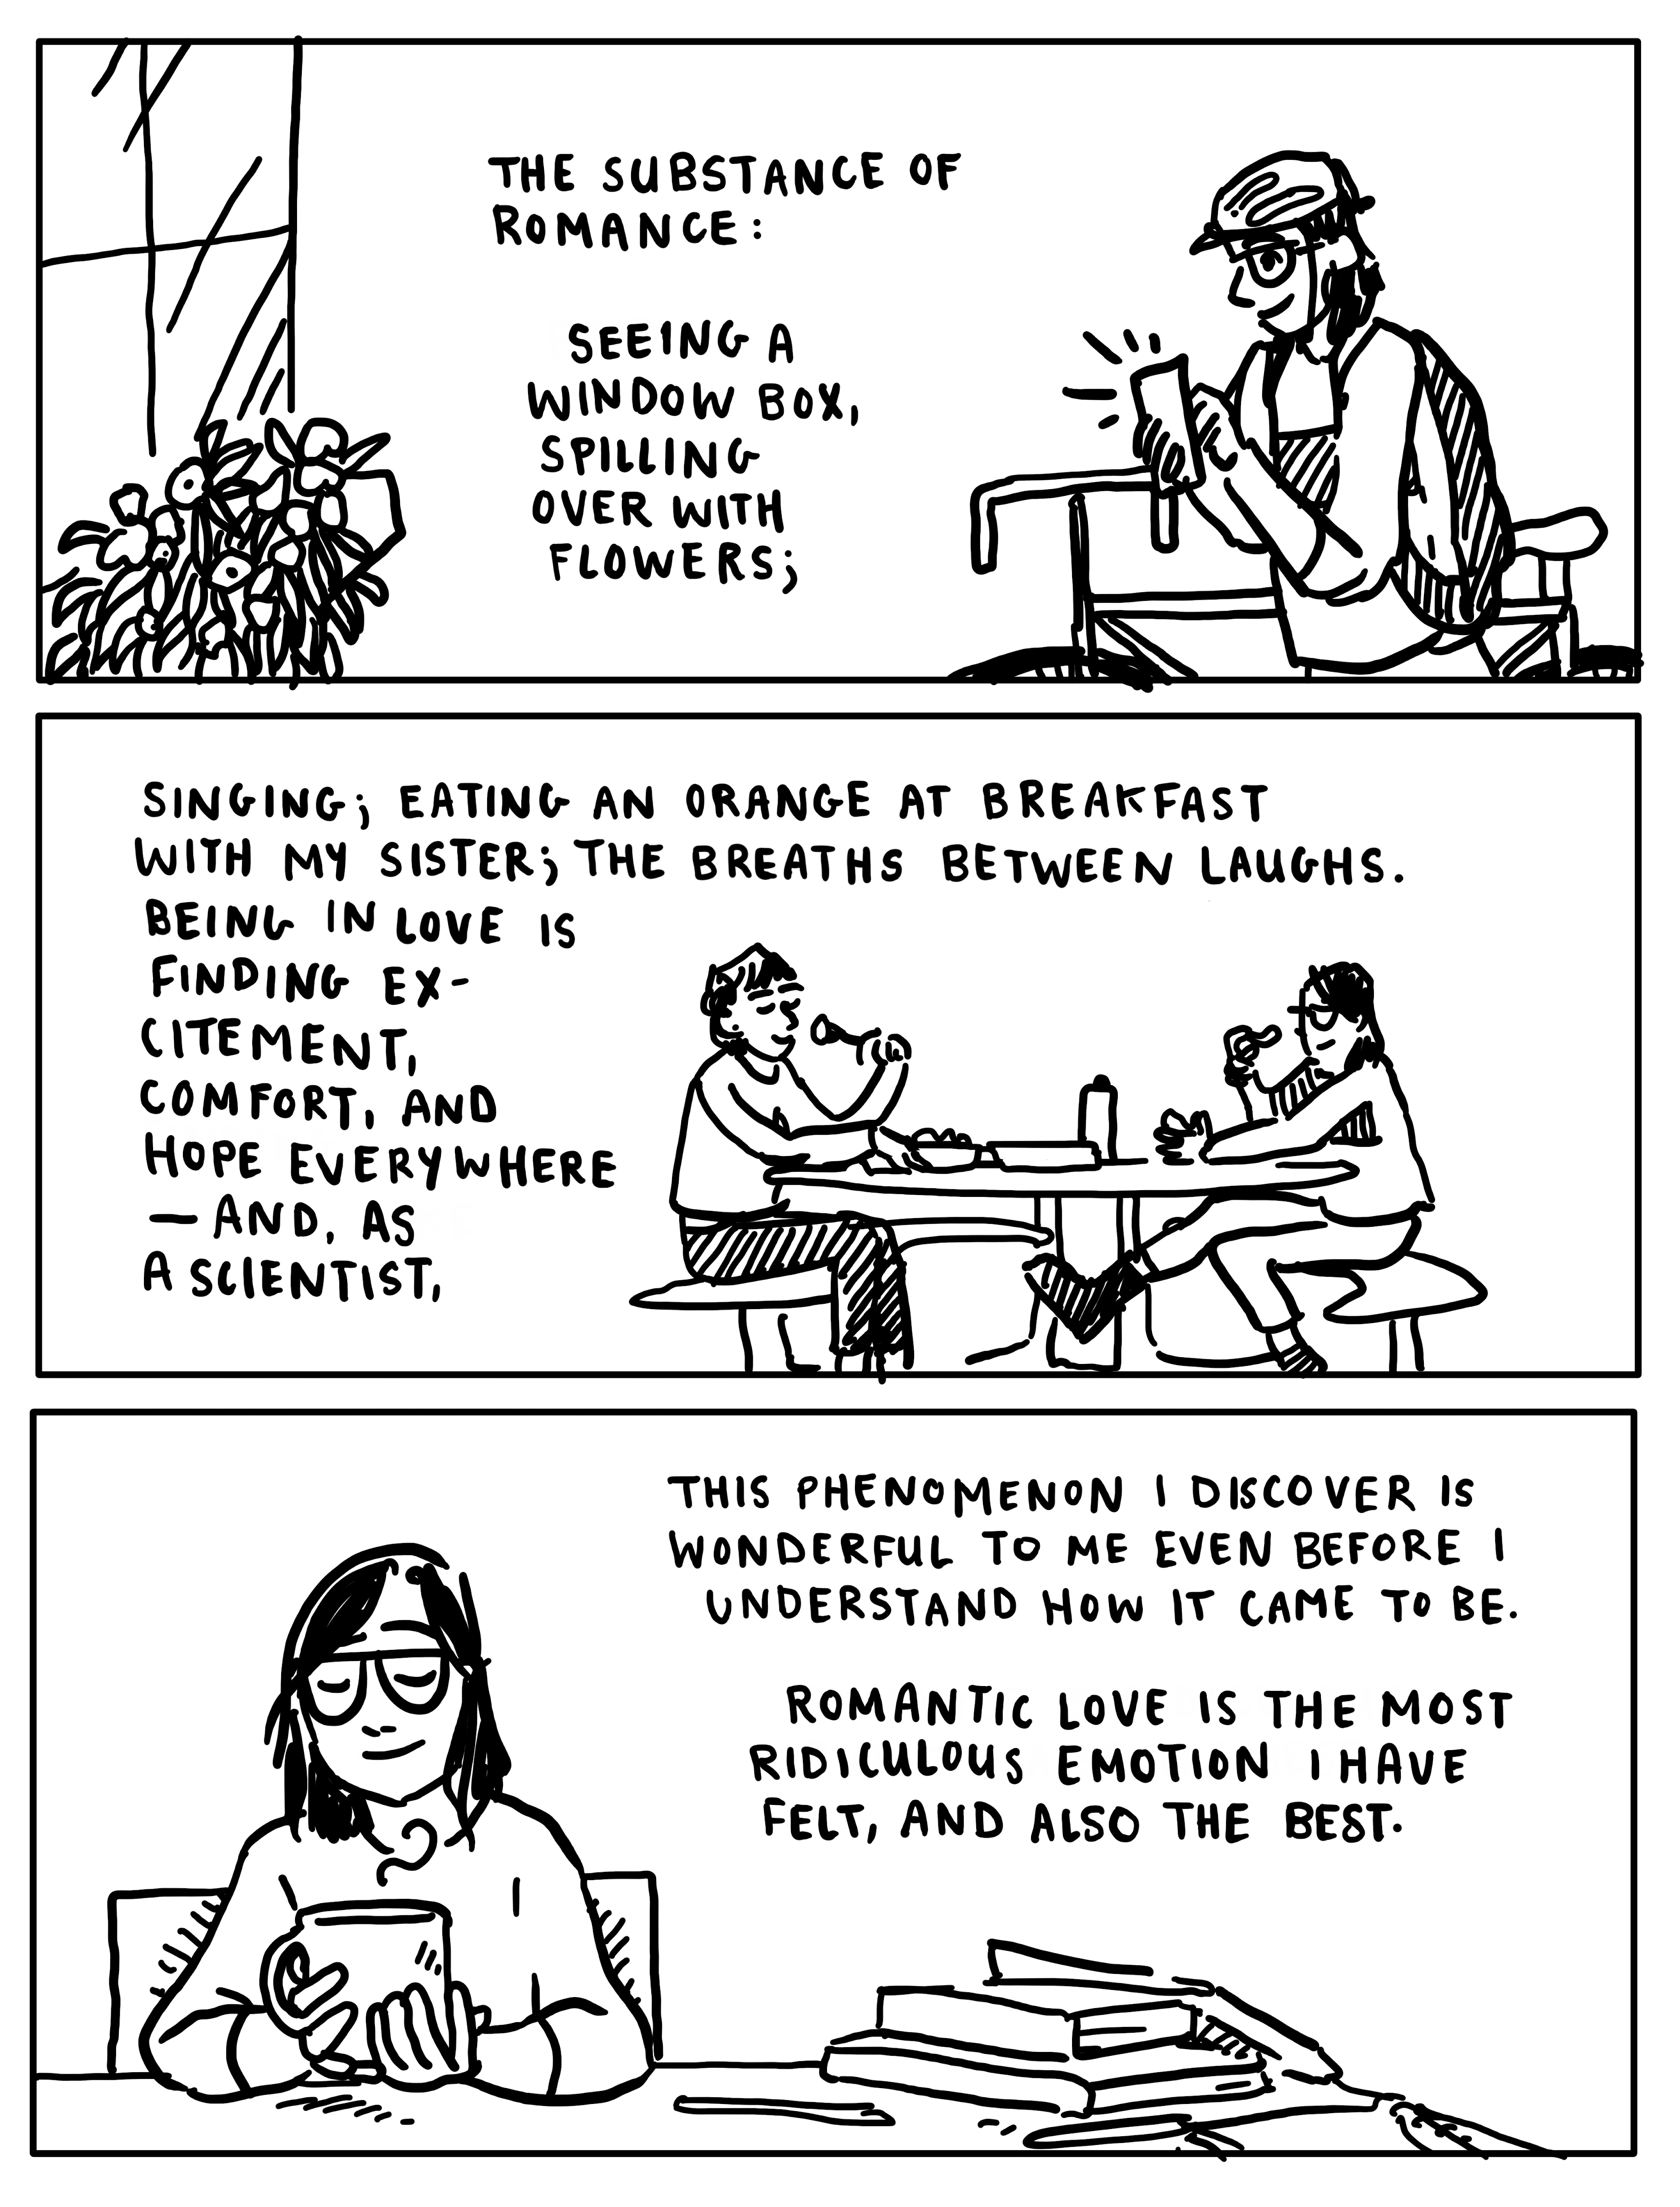 THE SUBSTANCE OF
ROMANCE:
SEEING A
WINDOW BOX,
SPILLING
OVER WITH
FLOWERS;
SINGING; EATING AN ORANGE AT BREAKFAST
WITH MY SISTER; THE BREATHS BETWEEN LAUGHS.
BEING IN LOVE IS
FINDING EX-
CITEMENT,
COMFORT, AND
HOPE EVERYWHERE
—AND, AS
A SCIENTIST,
THIS PHENOMENON I DISCOVER IS
WONDERFUL TO ME EVEN BEFORE I
UNDERSTAND HOW IT CAME TO BE.
ROMANTIC LOVE IS THE MOST
RIDICULOUS EMOTION I HAVE
FELT, AND ALSO THE BEST.